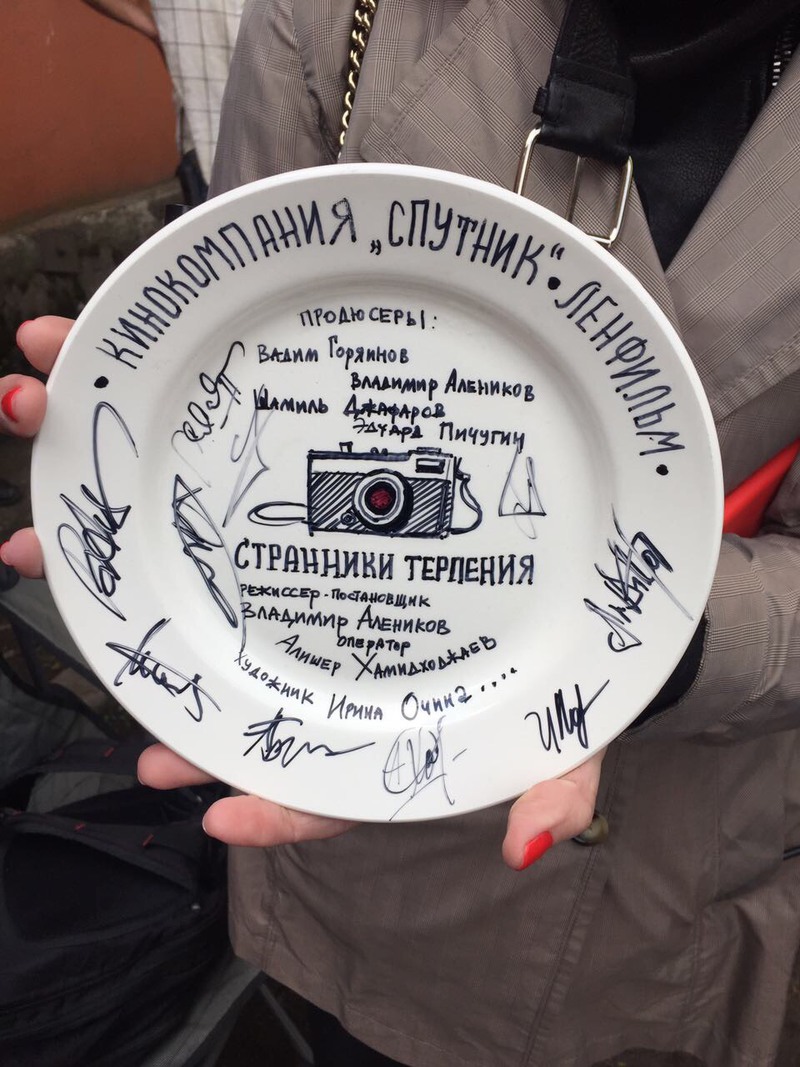 • КИНОКОМПАНИЯ „СПУТНИК“ • ЛЕНФИЛЬМ •
ПРОДЮСЕРЫ:
ВАДИМ ГОРЯИНОВ
ВЛАДИМИР АЛЕНИКОВ
ШАМИЛЬ ДЖАФАРОВ
ЭДУАРД ПИЧУГИН
СТРАННИКИ ТЕРПЕНИЯ
РЕЖИССЕР-ПОСТАНОВЩИК
ВЛАДИМИР АЛЕНИКОВ
ОПЕРАТОР
АЛИШЕР ХАМИДХОДЖАЕВ
ХУДОЖНИК ИРИНА ОЧИНА ....